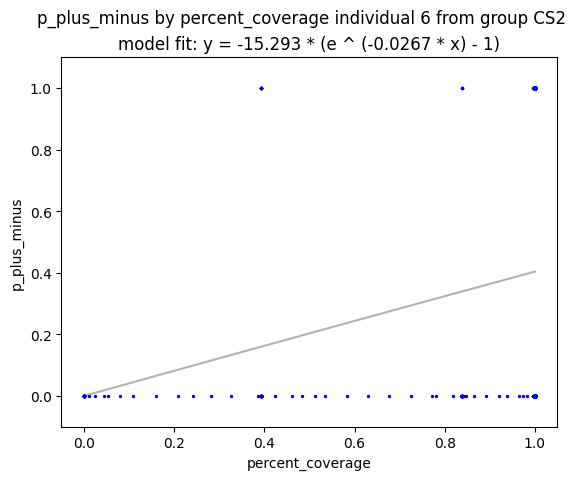 p_plus_minus by percent_coverage individual 6 from group CS2
model fit: y = -15.293 * (e ^ (-0.0267 * x) - 1)
1.0
0.8
0.6
0.4
0.2
0.0
p_plus_minus
0.0 0.2 0.4 0.6 0.8 1.0
percent_coverage